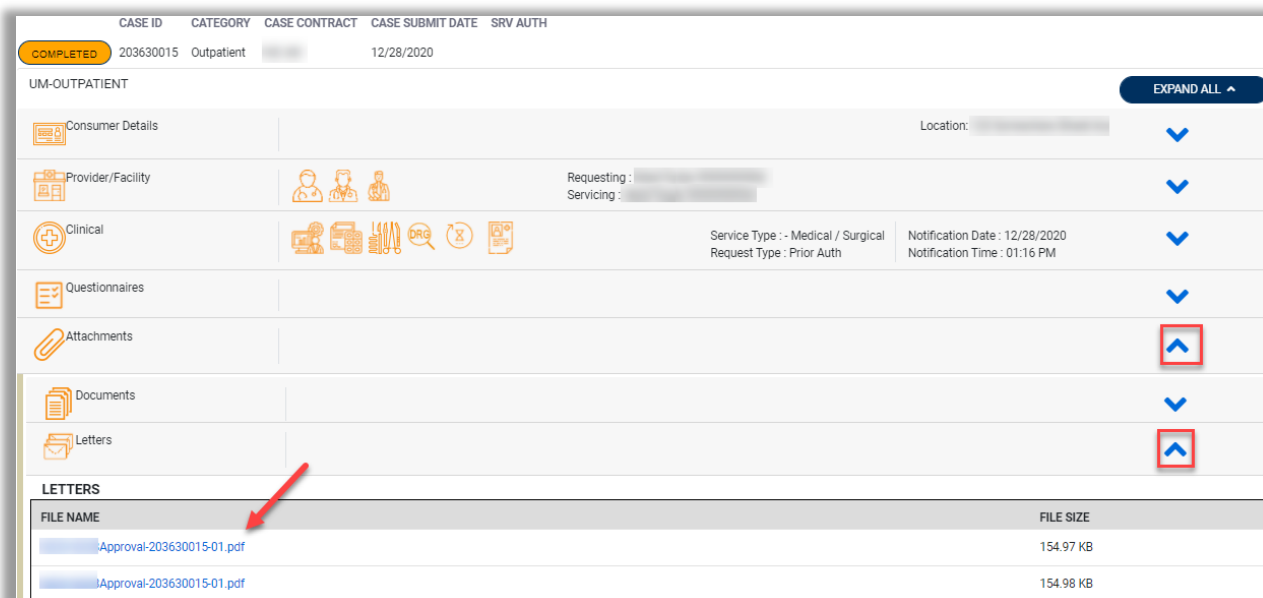 CASE ID CATEGORY CASE CONTRACT CASE SUBMIT DATE SRV AUTH
COMPLETED 203630015 Outpatient 12/28/2020
UM-OUTPATIENT
EXPAND ALL
Consumer Details Location:
Provider/Facility Requesting :
Servicing :
Clinical DRG Service Type : - Medical / Surgical Notification Date : 12/28/2020
Request Type : Prior Auth Notification Time : 01:16 PM
Questionnaires
Attachments
Documents
Letters
LETTERS
FILE NAME FILE SIZE
Approval-203630015-01.pdf 154.97 KB
Approval-203630015-01.pdf 154.98 KB